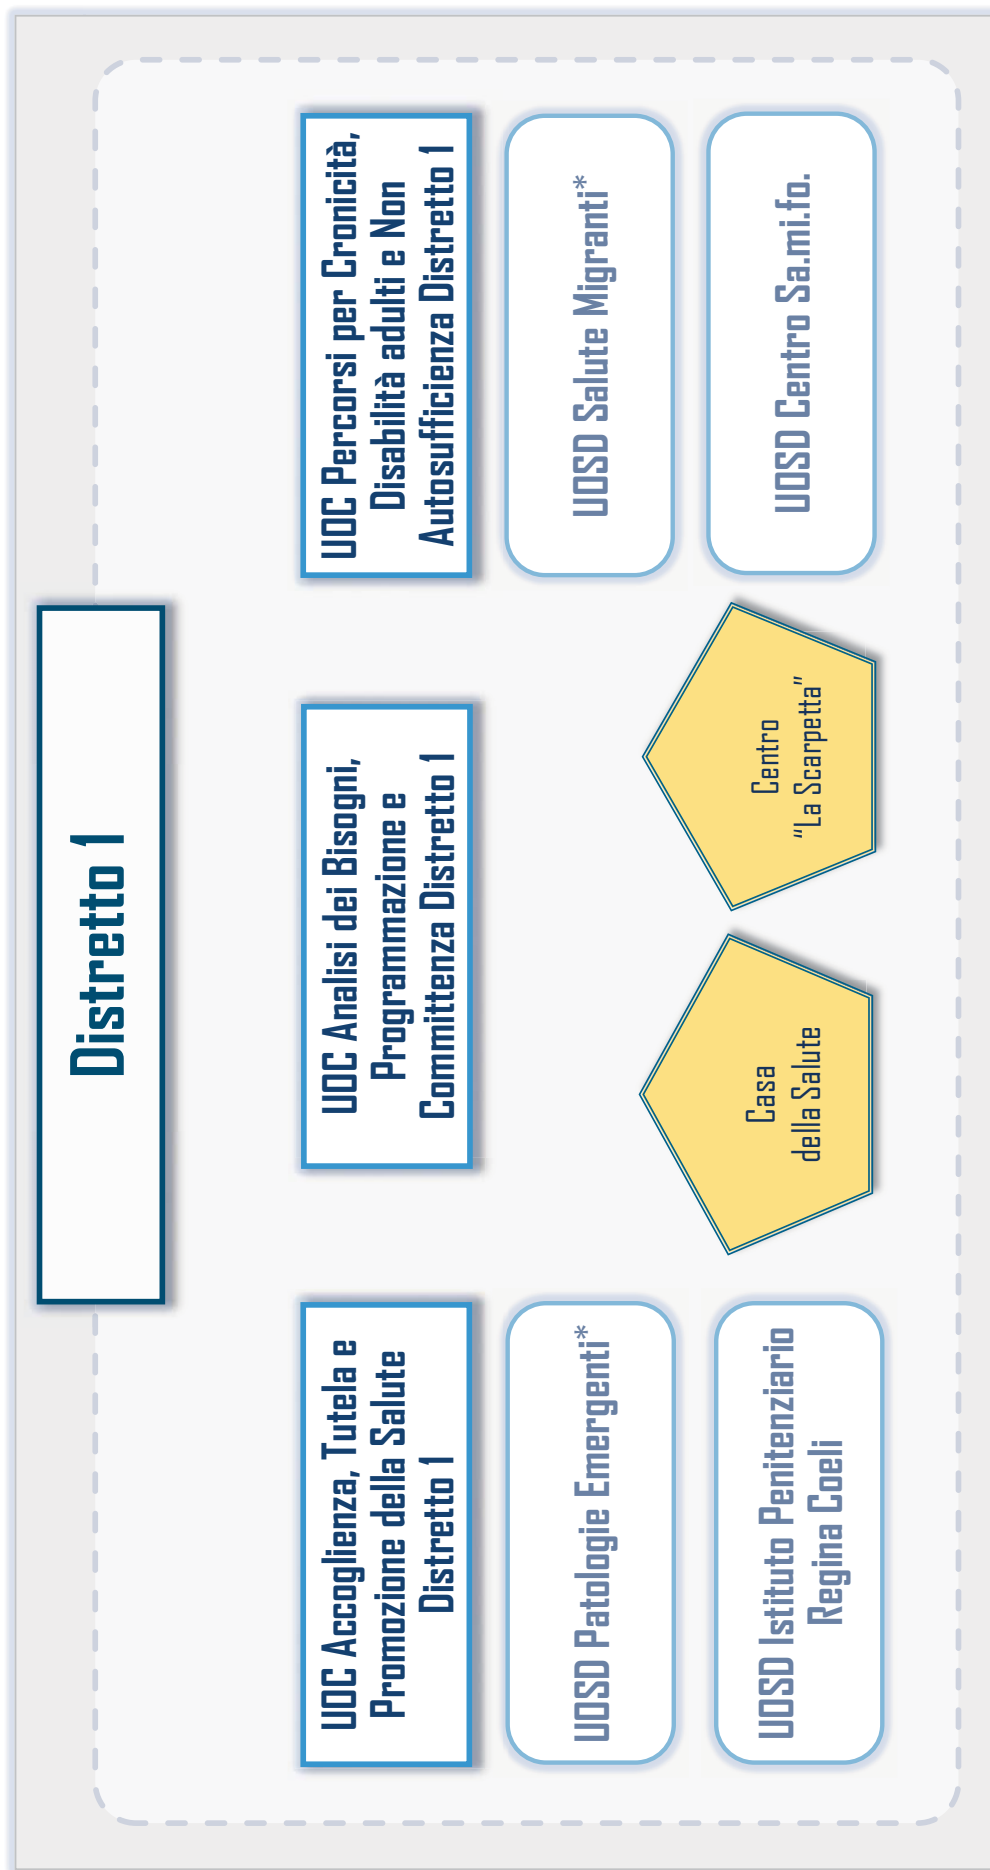 Distretto 1
UOC Accoglienza, Tutela e
Promozione della Salute
Distretto 1
UOC Analisi dei Bisogni,
Programmazione e
Committenza Distretto 1
UOC Percorsi per Cronicità,
Disabilità adulti e Non
Autosufficienza Distretto 1
UOSD Patologie Emergenti*
UOSD Salute Migranti*
UOSD Istituto Penitenziario
Regina Coeli
Casa
della Salute
Centro
“La Scarpetta”
UOSD Centro Sa.mi.fo.